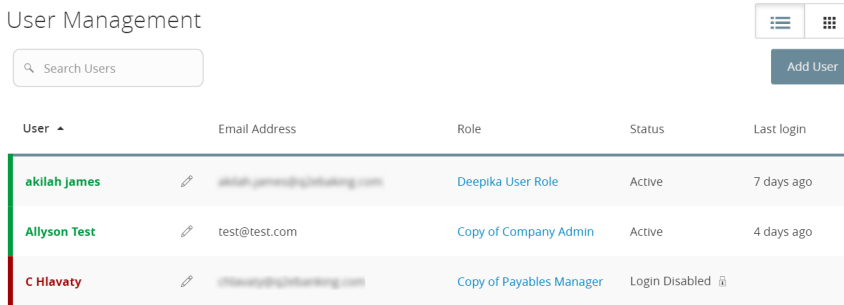 User Management
Search Users
Add User
User Email Address Role Status Last login
akilah james Deepika User Role Active 7 days ago
Allyson Test test@test.com Copy of Company Admin Active 4 days ago
C Hlavaty Copy of Payables Manager Login Disabled